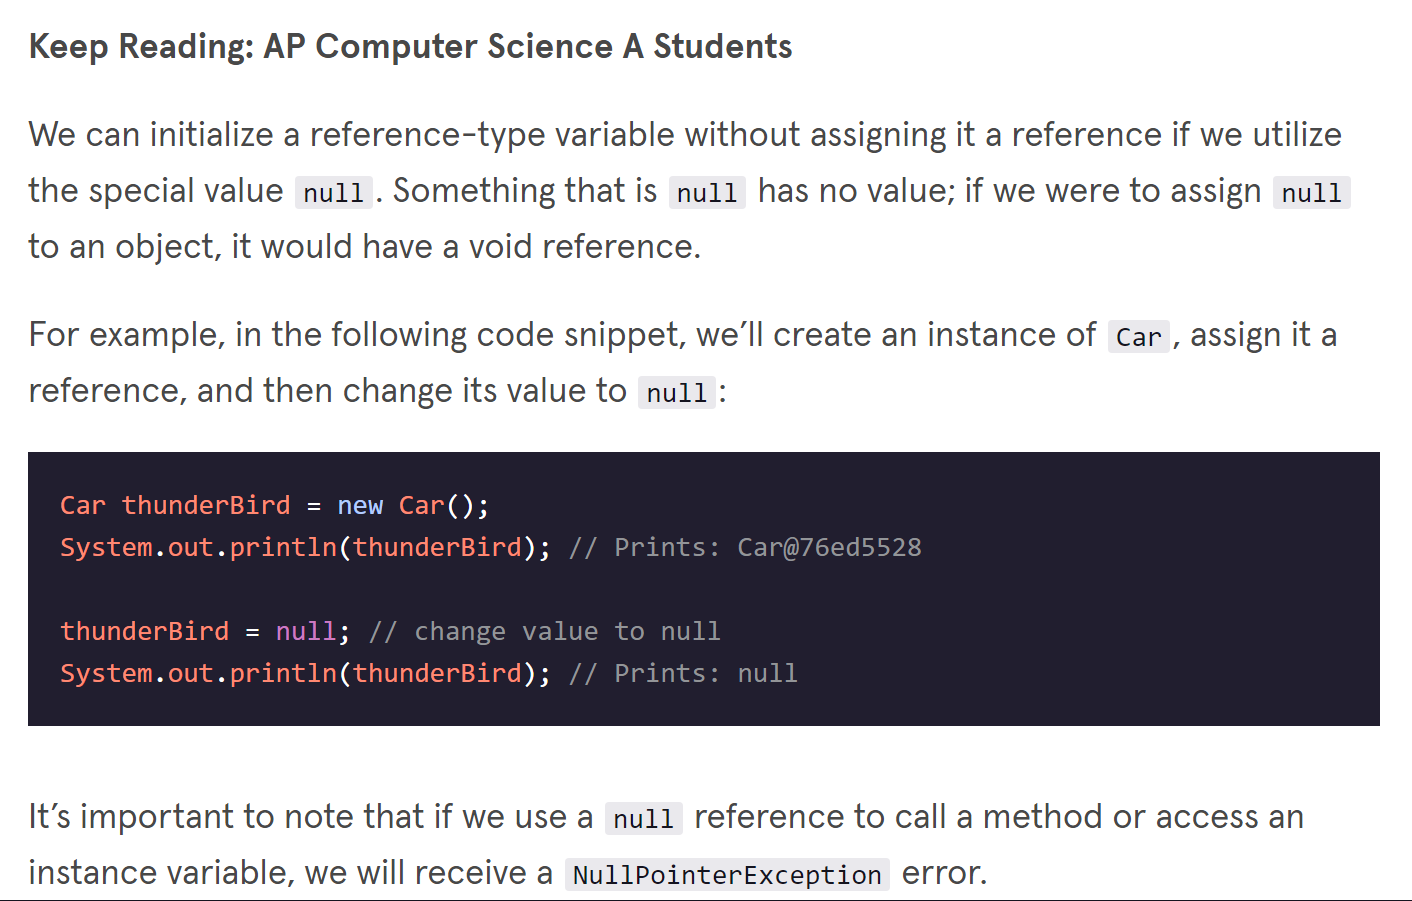 Keep Reading: AP Computer Science A Students
We can initialize a reference-type variable without assigning it a reference if we utilize
the special value null. Something that is null has no value; if we were to assign null
to an object, it would have a void reference.
For example, in the following code snippet, we’ll create an instance of Car, assign it a
reference, and then change its value to null:
Car thunderBird = new Car();
System.out.println(thunderBird); // Prints: Car@76ed5528
thunderBird = null; // change value to null
System.out.println(thunderBird); // Prints: null
It’s important to note that if we use a null reference to call a method or access an
instance variable, we will receive a NullPointerException error.